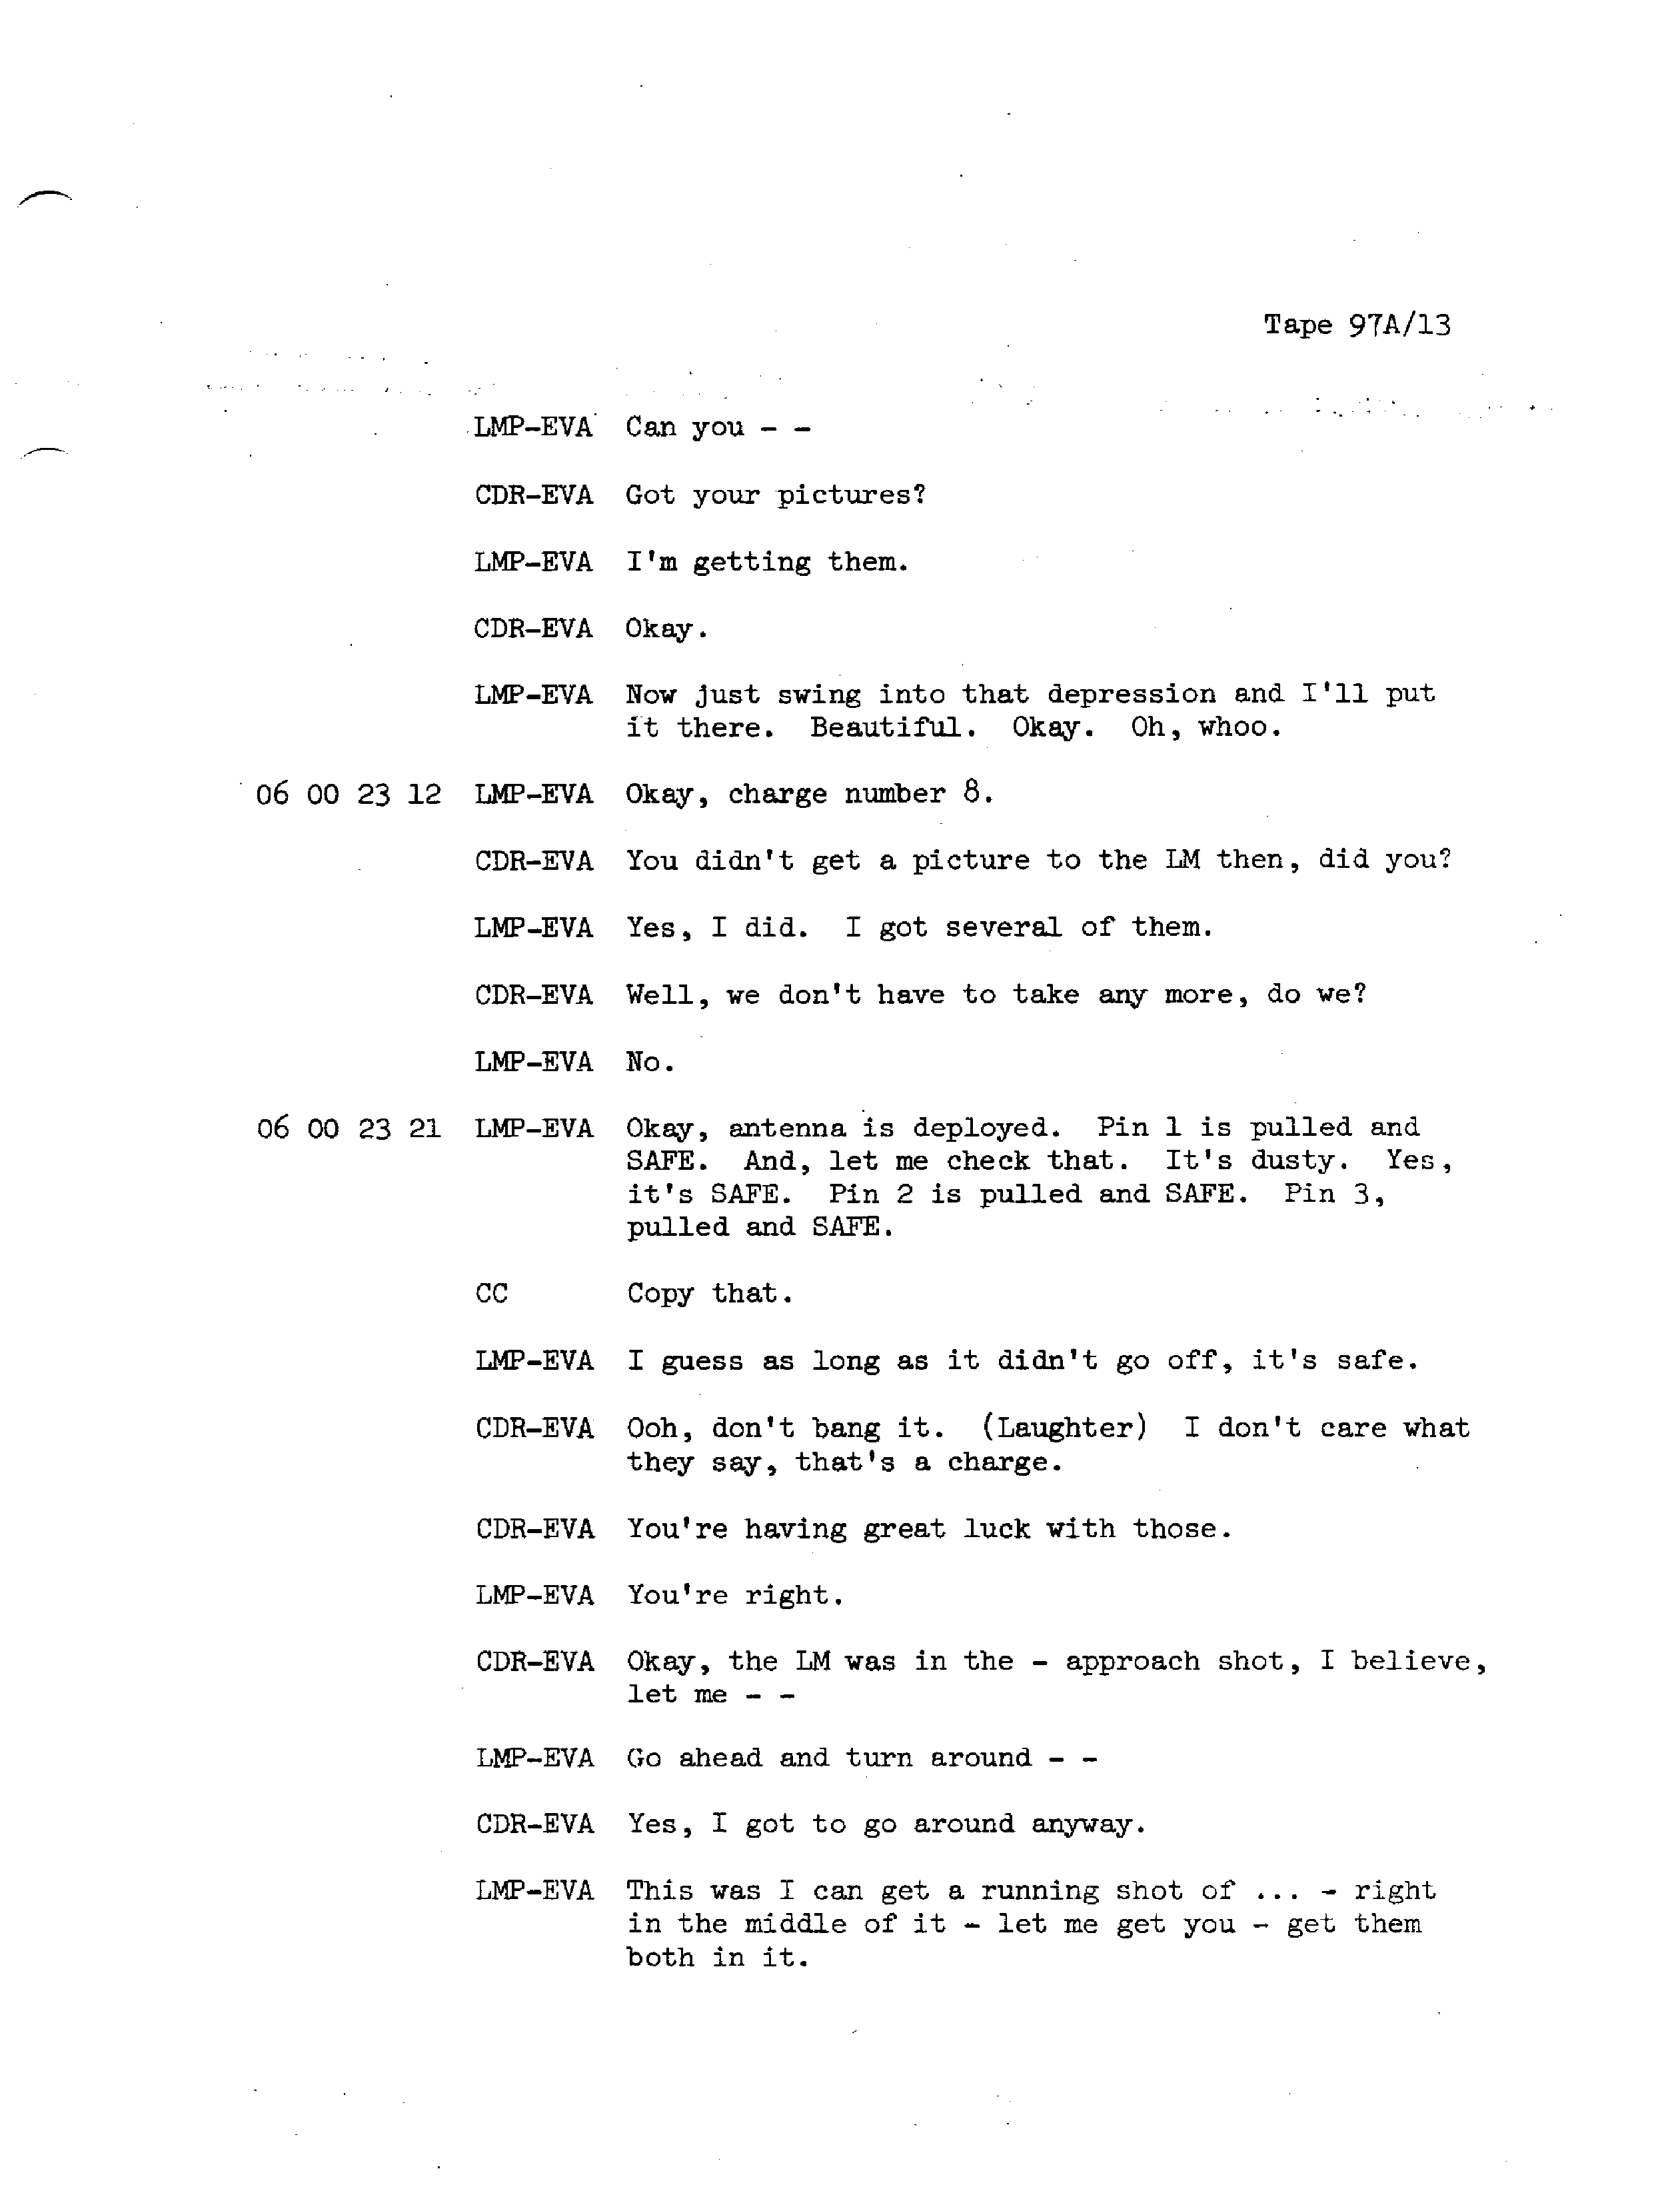 Tape 97A/13
LMP-EVA Can you - -
CDR-EVA Got your pictures?
LMP-EVA I'm getting them.
CDR-EVA Okay.
LMP-EVA Now just swing into that depression and I'll put
it there. Beautiful. Okay. Oh, whoo.
06 00 23 12 LMP-EVA Okay, charge number 8.
CDR-EVA You didn't get a picture to the LM then, did you?
LMP-EVA Yes, I did. I got several of them.
CDR-EVA Well, we don't have to take any more, do we?
LMP-EVA No.
06 00 23 21 LMP-EVA Okay, antenna is deployed. Pin 1 is pulled and
SAFE. And, let me check that. It's dusty. Yes,
it's SAFE. Pin 2 is pulled and SAFE. Pin 3,
pulled and SAFE.
CC Copy that.
LMP-EVA I guess as long as it didn't go off, it's safe.
CDR-EVA Ooh, don't bang it. (Laughter) I don't care what
they say, that's a charge.
CDR-EVA You're having great luck with those.
LMP-EVA You're right.
CDR-EVA Okay, the LM was in the - approach shot, I believe,
let me - -
LMP-EVA Go ahead and turn around - -
CDR-EVA Yes, I got to go around anyway.
LMP-EVA This was I can get a running shot of ... - right
in the middle of it - let me get you - get them
both in it.